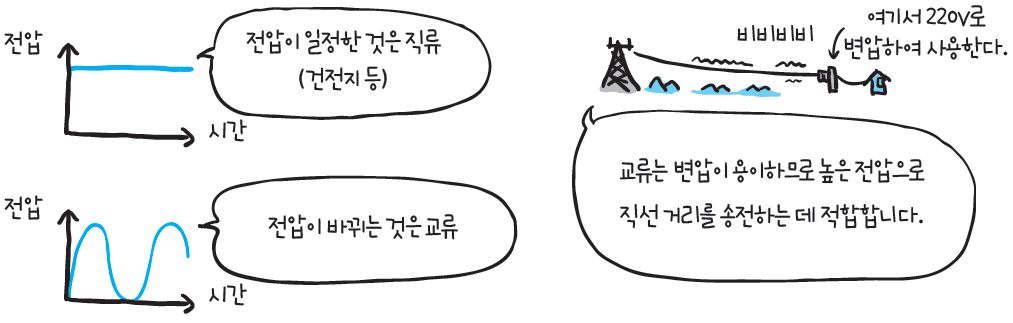 전압
전압이 일정한 것은 직류
(건전지 등)
시간
전압
전압이 바뀌는 것은 교류
시간
비비비비
여기서 220V로
변압하여 사용한다.
교류는 변압이 용이하므로 높은 전압으로
직선 거리를 송전하는 데 적합합니다.